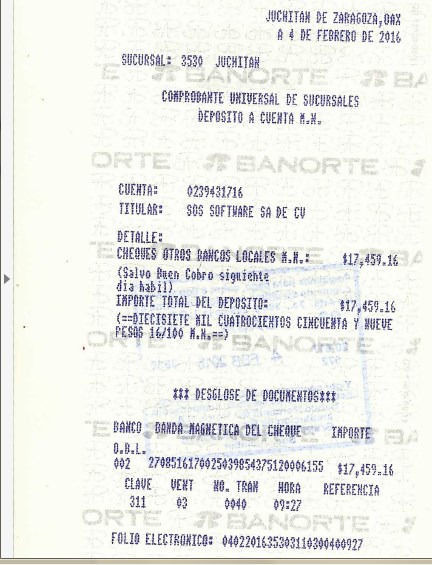 JUCHITAN DE ZARAGOZA,OAX
A 4 DE FEBRERO DE 2016
SUCURSAL: 3530 JUCHITAN
BANORTE
COMPROBANTE UNIVERSAL DE SUCURSALES
DEPOSITO A CUENTA M.N.
ORTE BANORTE
CUENTA: 0239431716
TITULAR: SOS SOFTWARE SA DE CV
DETALLE:
CHEQUES OTROS BANCOS LOCALES M.N.: $17,459.16
(Salvo Buen Cobro siguiente
dia habil)
IMPORTE TOTAL DEL DEPOSITO: $17,459.16
(==DIECISIETE MIL CUATROCIENTOS CINCUENTA Y NUEVE
PESOS 16/100 M.N.==)
*** DESGLOSE DE DOCUMENTOS***
BANCO BANDA MAGNETICA DEL CHEQUE IMPORTE
O.B.L.
002 2708516170025039854375120006155 $17,459.16
CLAVE VENT NO. TRAN HORA REFERENCIA
311 03 0040 09:27
ORTE BANORTE
FOLIO ELECTRONICO: 040220163530311030040927